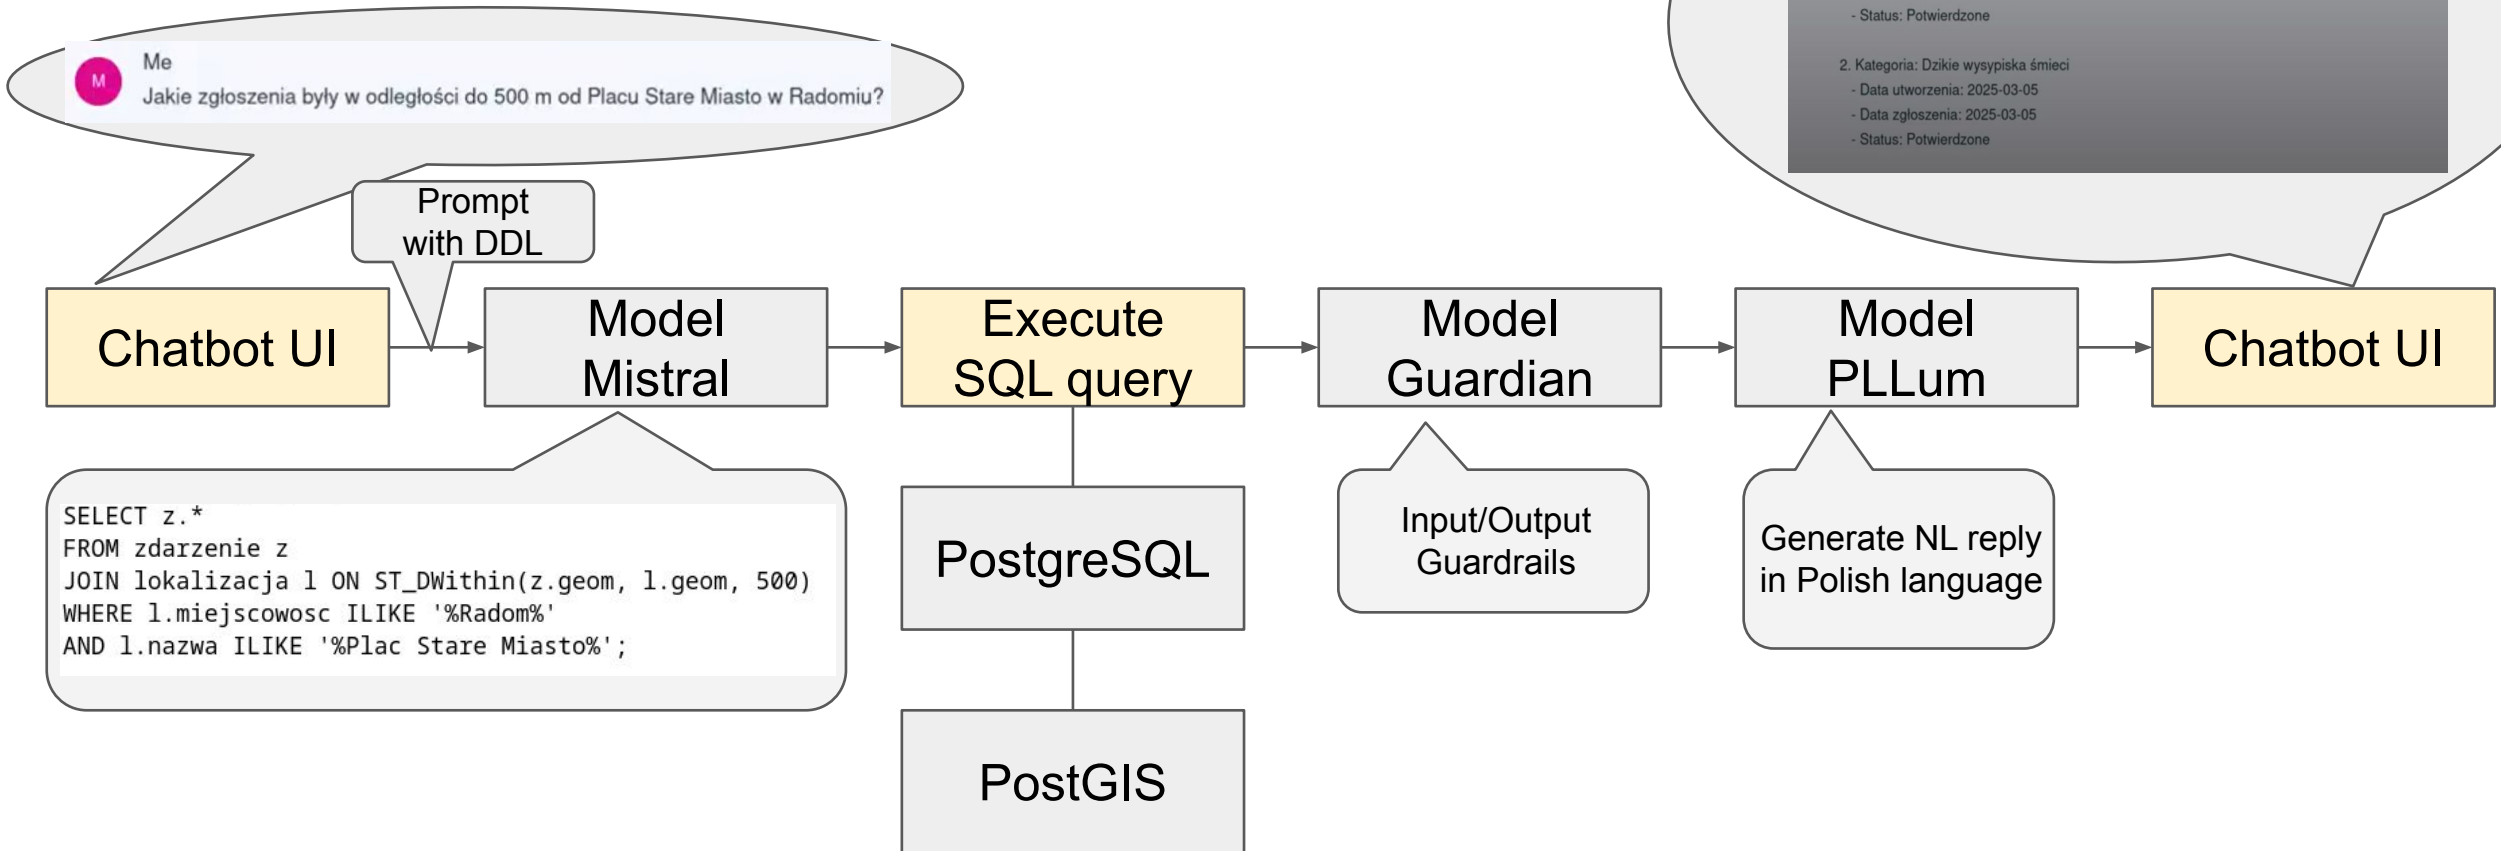 M
Me
Jakie zgłoszenia były w odległości do 500 m od Placu Stare Miasto w Radomiu?
- Status: Potwierdzone
2. Kategoria: Dzikie wysypiska śmieci
- Data utworzenia: 2025-03-05
- Data zgłoszenia: 2025-03-05
- Status: Potwierdzone
Prompt
with DDL
Chatbot UI
Model
Mistral
Execute
SQL query
Model
Guardian
Model
PLLum
Chatbot UI
SELECT z.*
FROM zdarzenie z
JOIN lokalizacja l ON ST_DWithin(z.geom, l.geom, 500)
WHERE l.miejscowosc ILIKE '%Radom%'
AND l.nazwa ILIKE '%Plac Stare Miasto%';
PostgreSQL
Input/Output
Guardrails
Generate NL reply
in Polish language
PostGIS